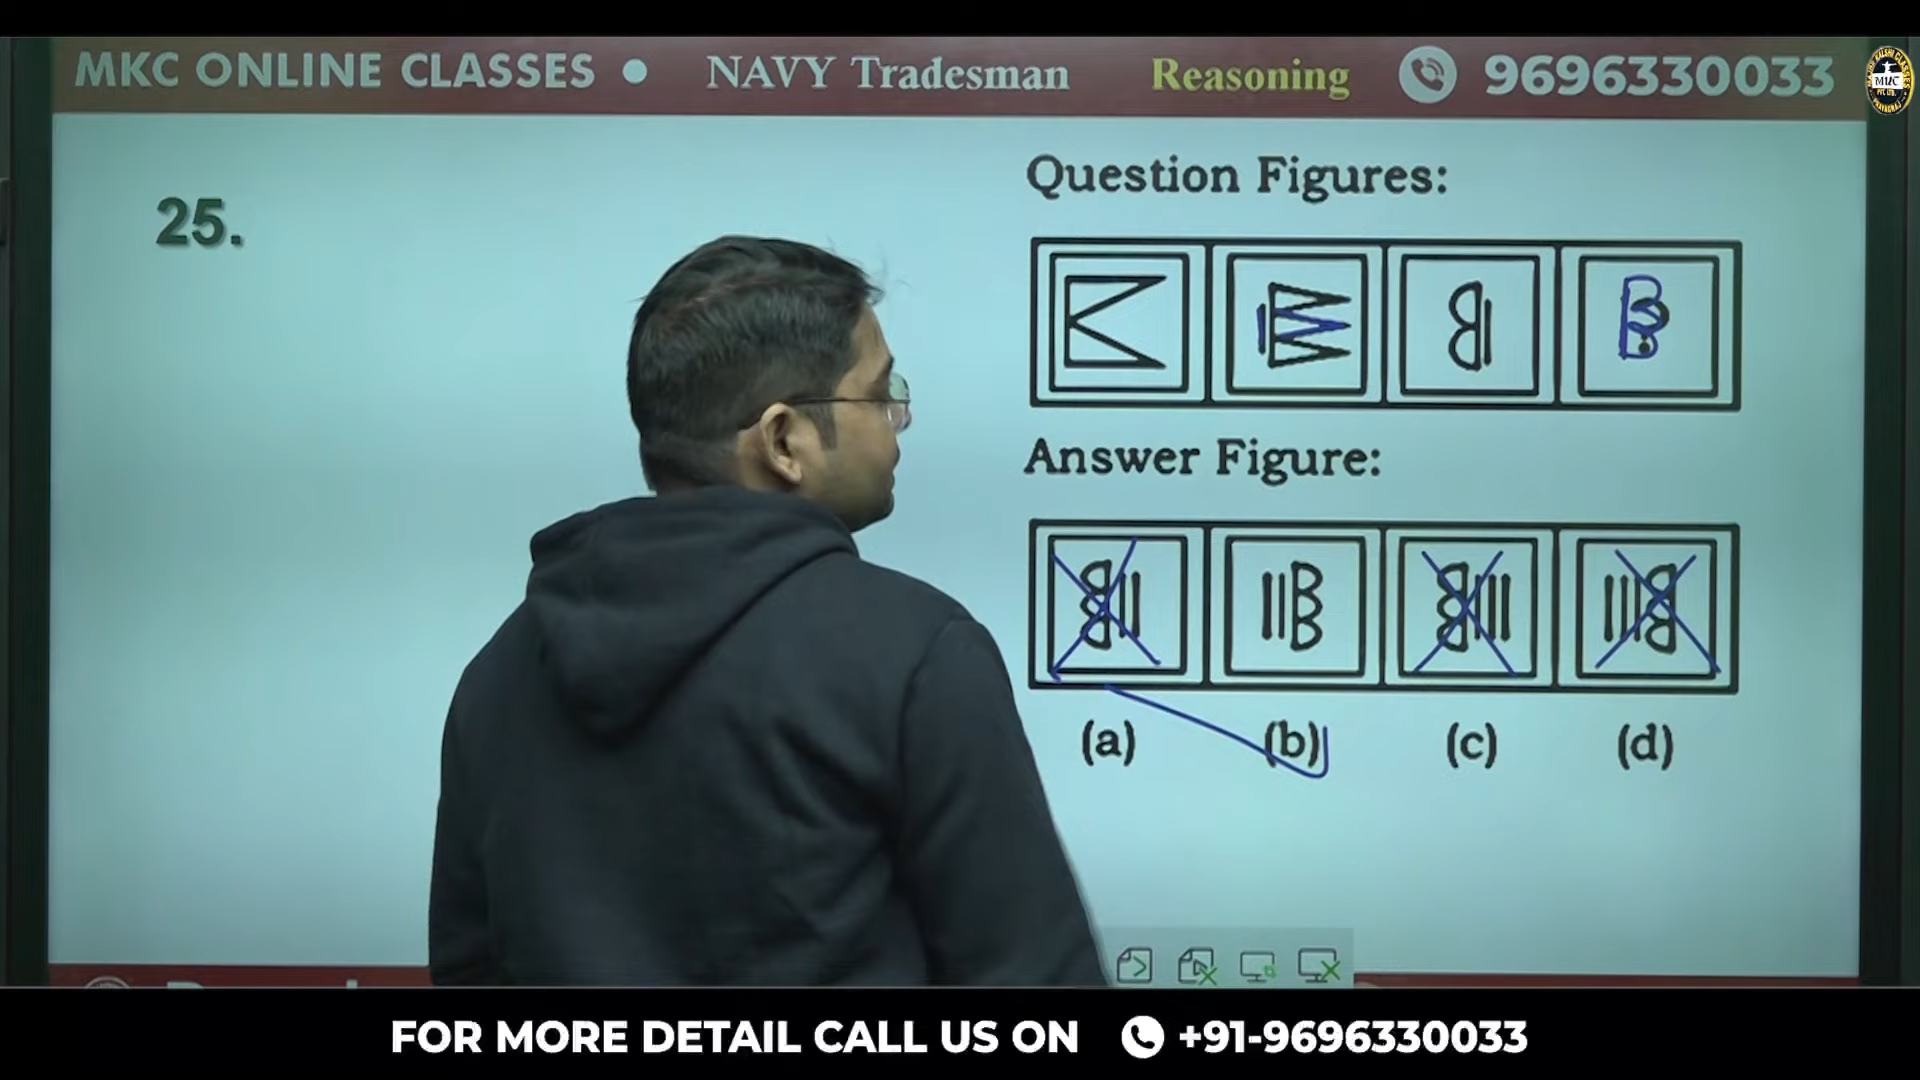 MKC ONLINE CLASSES • NAVY Tradesman Reasoning 9696330033
MKC
25.
Question Figures:
?
Answer Figure:
(a) (b) (c) (d)
FOR MORE DETAIL CALL US ON +91-9696330033